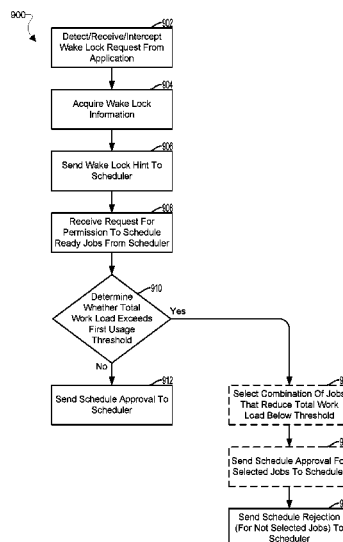 900
902
Detect/Receive/Intercept
Wake Lock Request From
Application
904
Acquire Wake Lock
Information
906
Send Wake Lock Hint To
Scheduler
908
Receive Request For
Permission To Schedule
Ready Jobs From Scheduler
910
Determine
Whether Total
Work Load Exceeds
First Usage
Threshold
Yes
No
912
Send Schedule Approval To
Scheduler
9
Select Combination Of Jobs
That Reduce Total Work
Load Below Threshold
9
Send Schedule Approval Fo
Selected Jobs To Schedule
9
Send Schedule Rejection
(For Not Selected Jobs) To
Scheduler